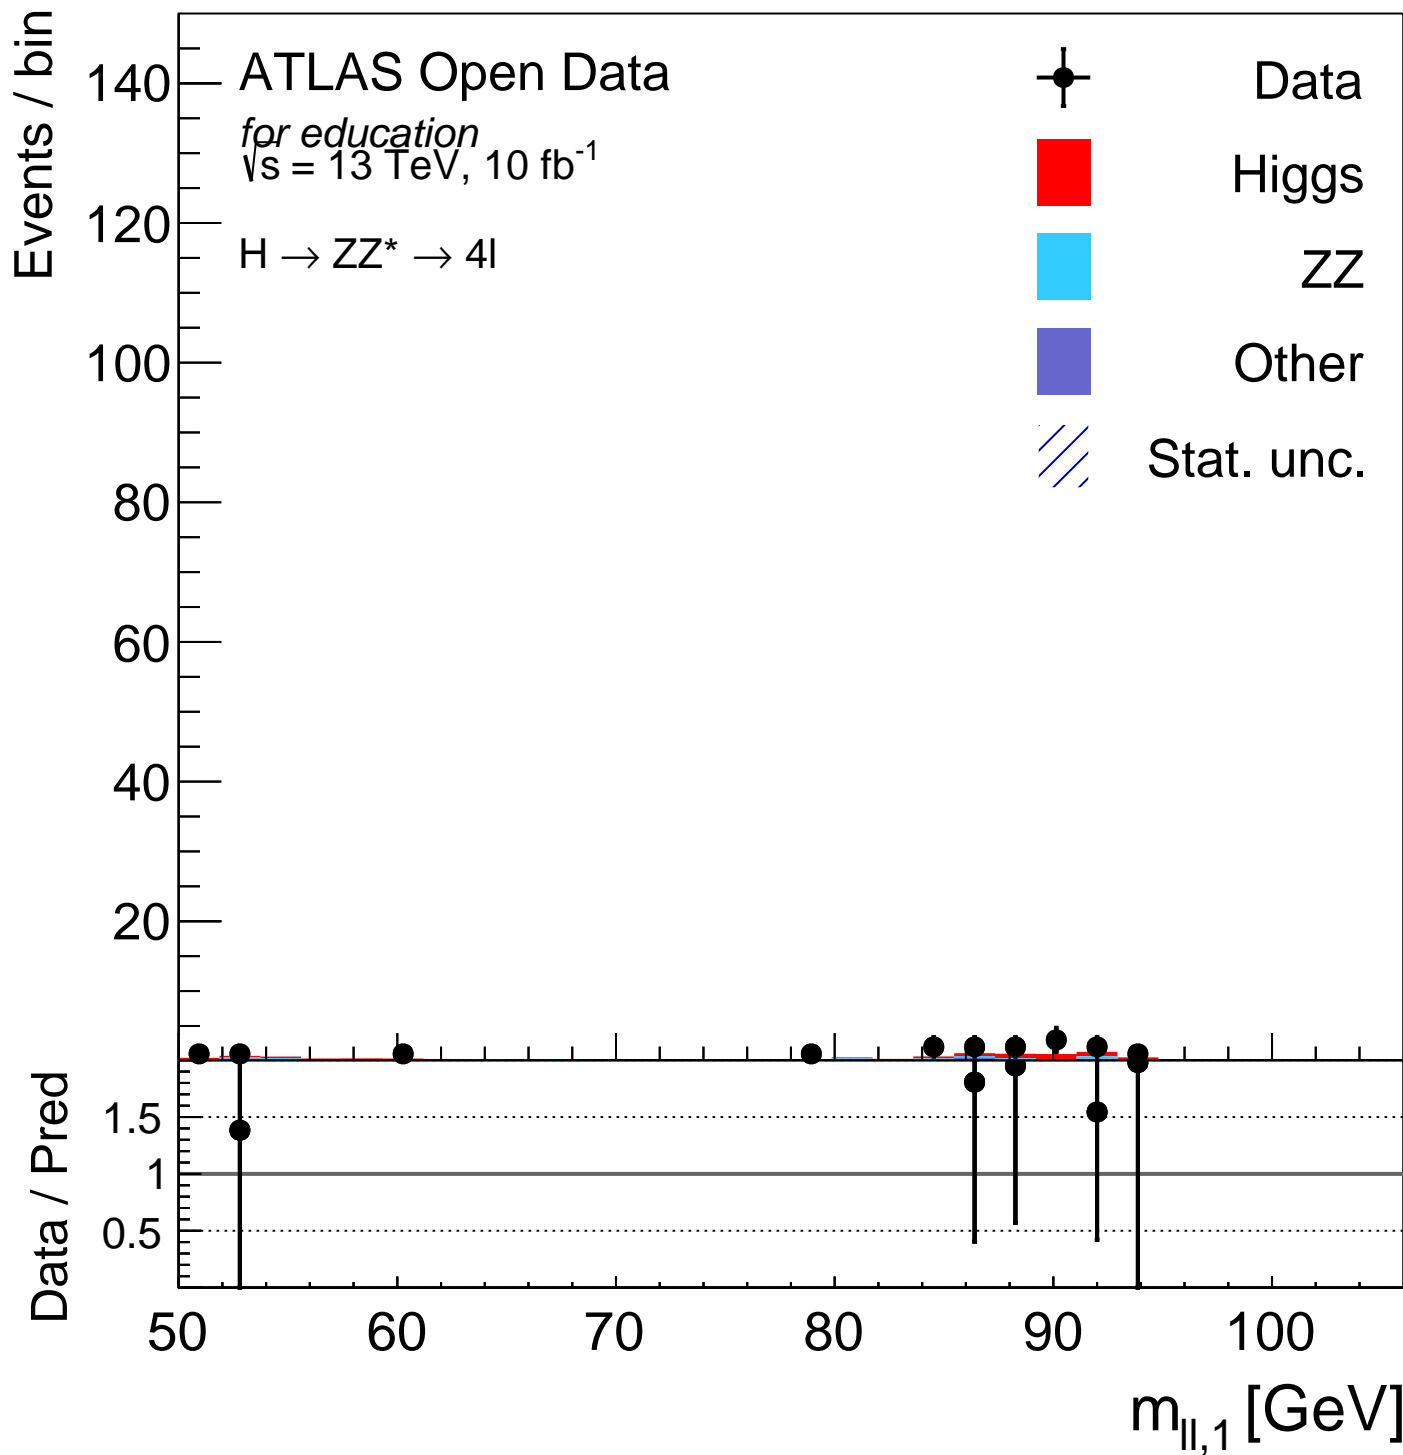 Events / bin
140
120
100
80
60
40
20
ATLAS Open Data
for education
√s = 13 TeV, 10 fb⁻¹
H → ZZ* → 4l
Data
Higgs
ZZ
Other
Stat. unc.
Data / Pred
1.5
1
0.5
50 60 70 80 90 100
m_ll,1 [GeV]